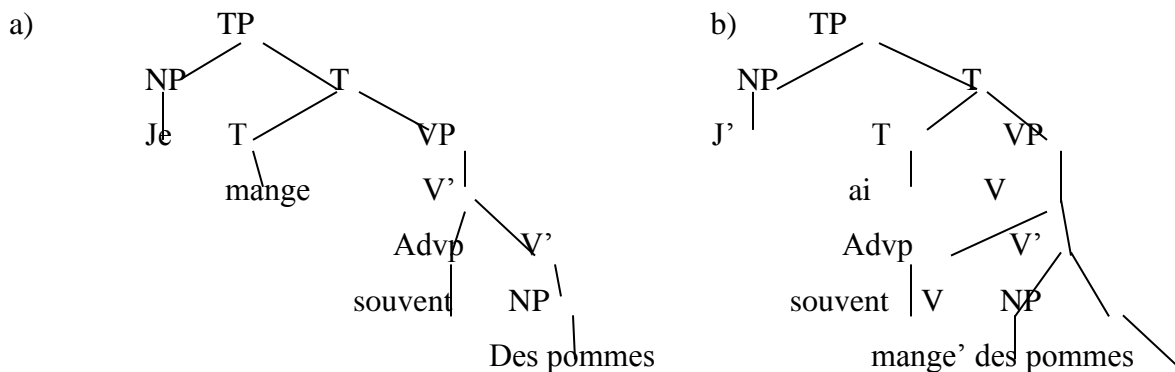 a) TP b) TP
NP T NP T
Je T VP J' T VP
mange V' ai V
Advp V' Advp V'
souvent NP souvent V NP
Des pommes mange' des pommes